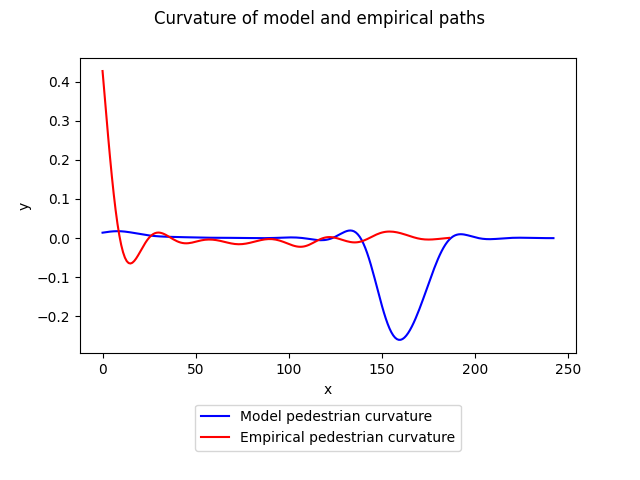 Curvature of model and empirical paths
0.4
0.3
0.2
0.1
0.0
−0.1
−0.2
y
0 50 100 150 200 250
x
Model pedestrian curvature
Empirical pedestrian curvature